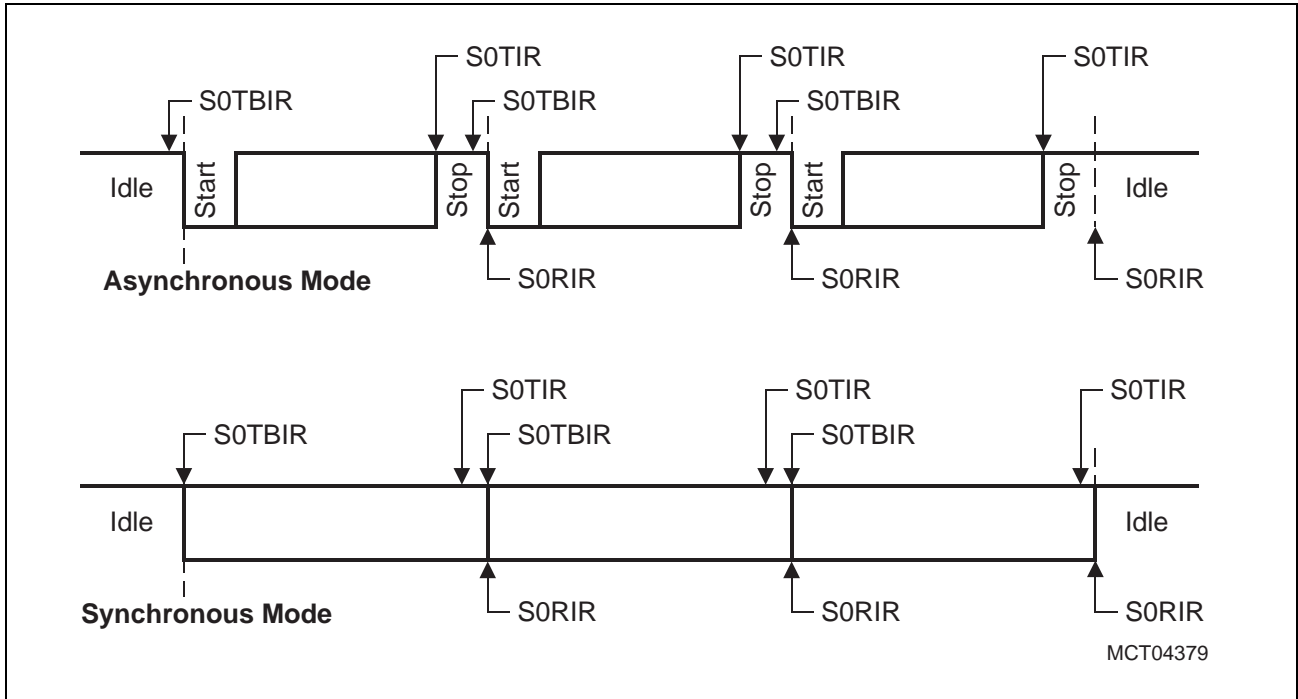 S0TIR S0TIR S0TIR
S0TBIR S0TBIR S0TBIR
Idle Start Stop Start Stop Start Stop Idle
Asynchronous Mode S0RIR S0RIR S0RIR
S0TIR S0TIR S0TIR
S0TBIR S0TBIR S0TBIR
Idle Idle
Synchronous Mode S0RIR S0RIR S0RIR
MCT04379